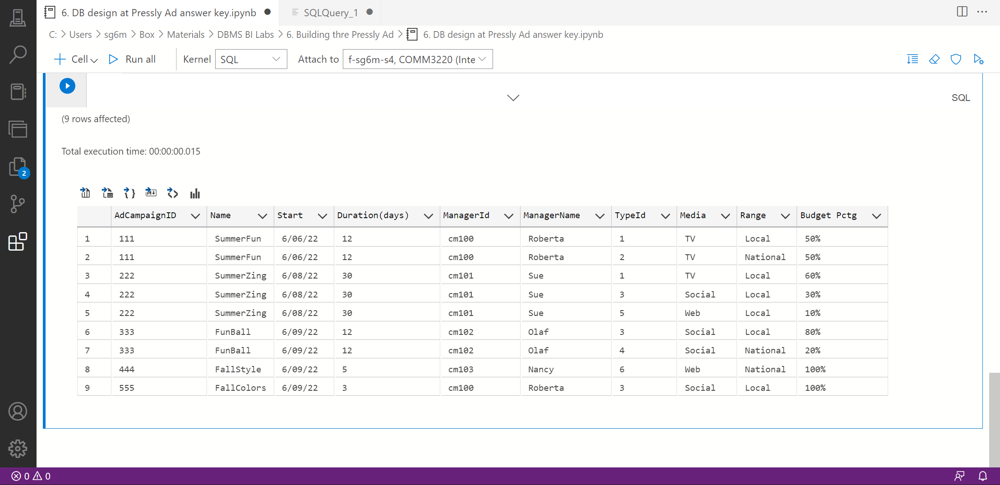 6. DB design at Pressly Ad answer key.ipynb SQLQuery_1
C: Users sg6m Box Materials DBMS BI Labs 6. Building thre Pressly Ad 6. DB design at Pressly Ad answer key.ipynb
Cell Run all Kernel SQL Attach to f-sg6m-s4, COMM3220 (Inte
SQL
(9 rows affected)
Total execution time: 00:00:00.015
AdCampaignID Name Start Duration(days) ManagerId ManagerName TypeId Media Range Budget Pctg
1 111 SummerFun 6/06/22 12 cm100 Roberta 1 TV Local 50%
2 111 SummerFun 6/06/22 12 cm100 Roberta 2 TV National 50%
3 222 SummerZing 6/08/22 30 cm101 Sue 1 TV Local 60%
4 222 SummerZing 6/08/22 30 cm101 Sue 3 Social Local 30%
5 222 SummerZing 6/08/22 30 cm101 Sue 5 Web Local 10%
6 333 FunBall 6/09/22 12 cm102 Olaf 3 Social Local 80%
7 333 FunBall 6/09/22 12 cm102 Olaf 4 Social National 20%
8 444 FallStyle 6/09/22 5 cm103 Nancy 6 Web National 100%
9 555 FallColors 6/09/22 3 cm100 Roberta 3 Social Local 100%
2
0 0